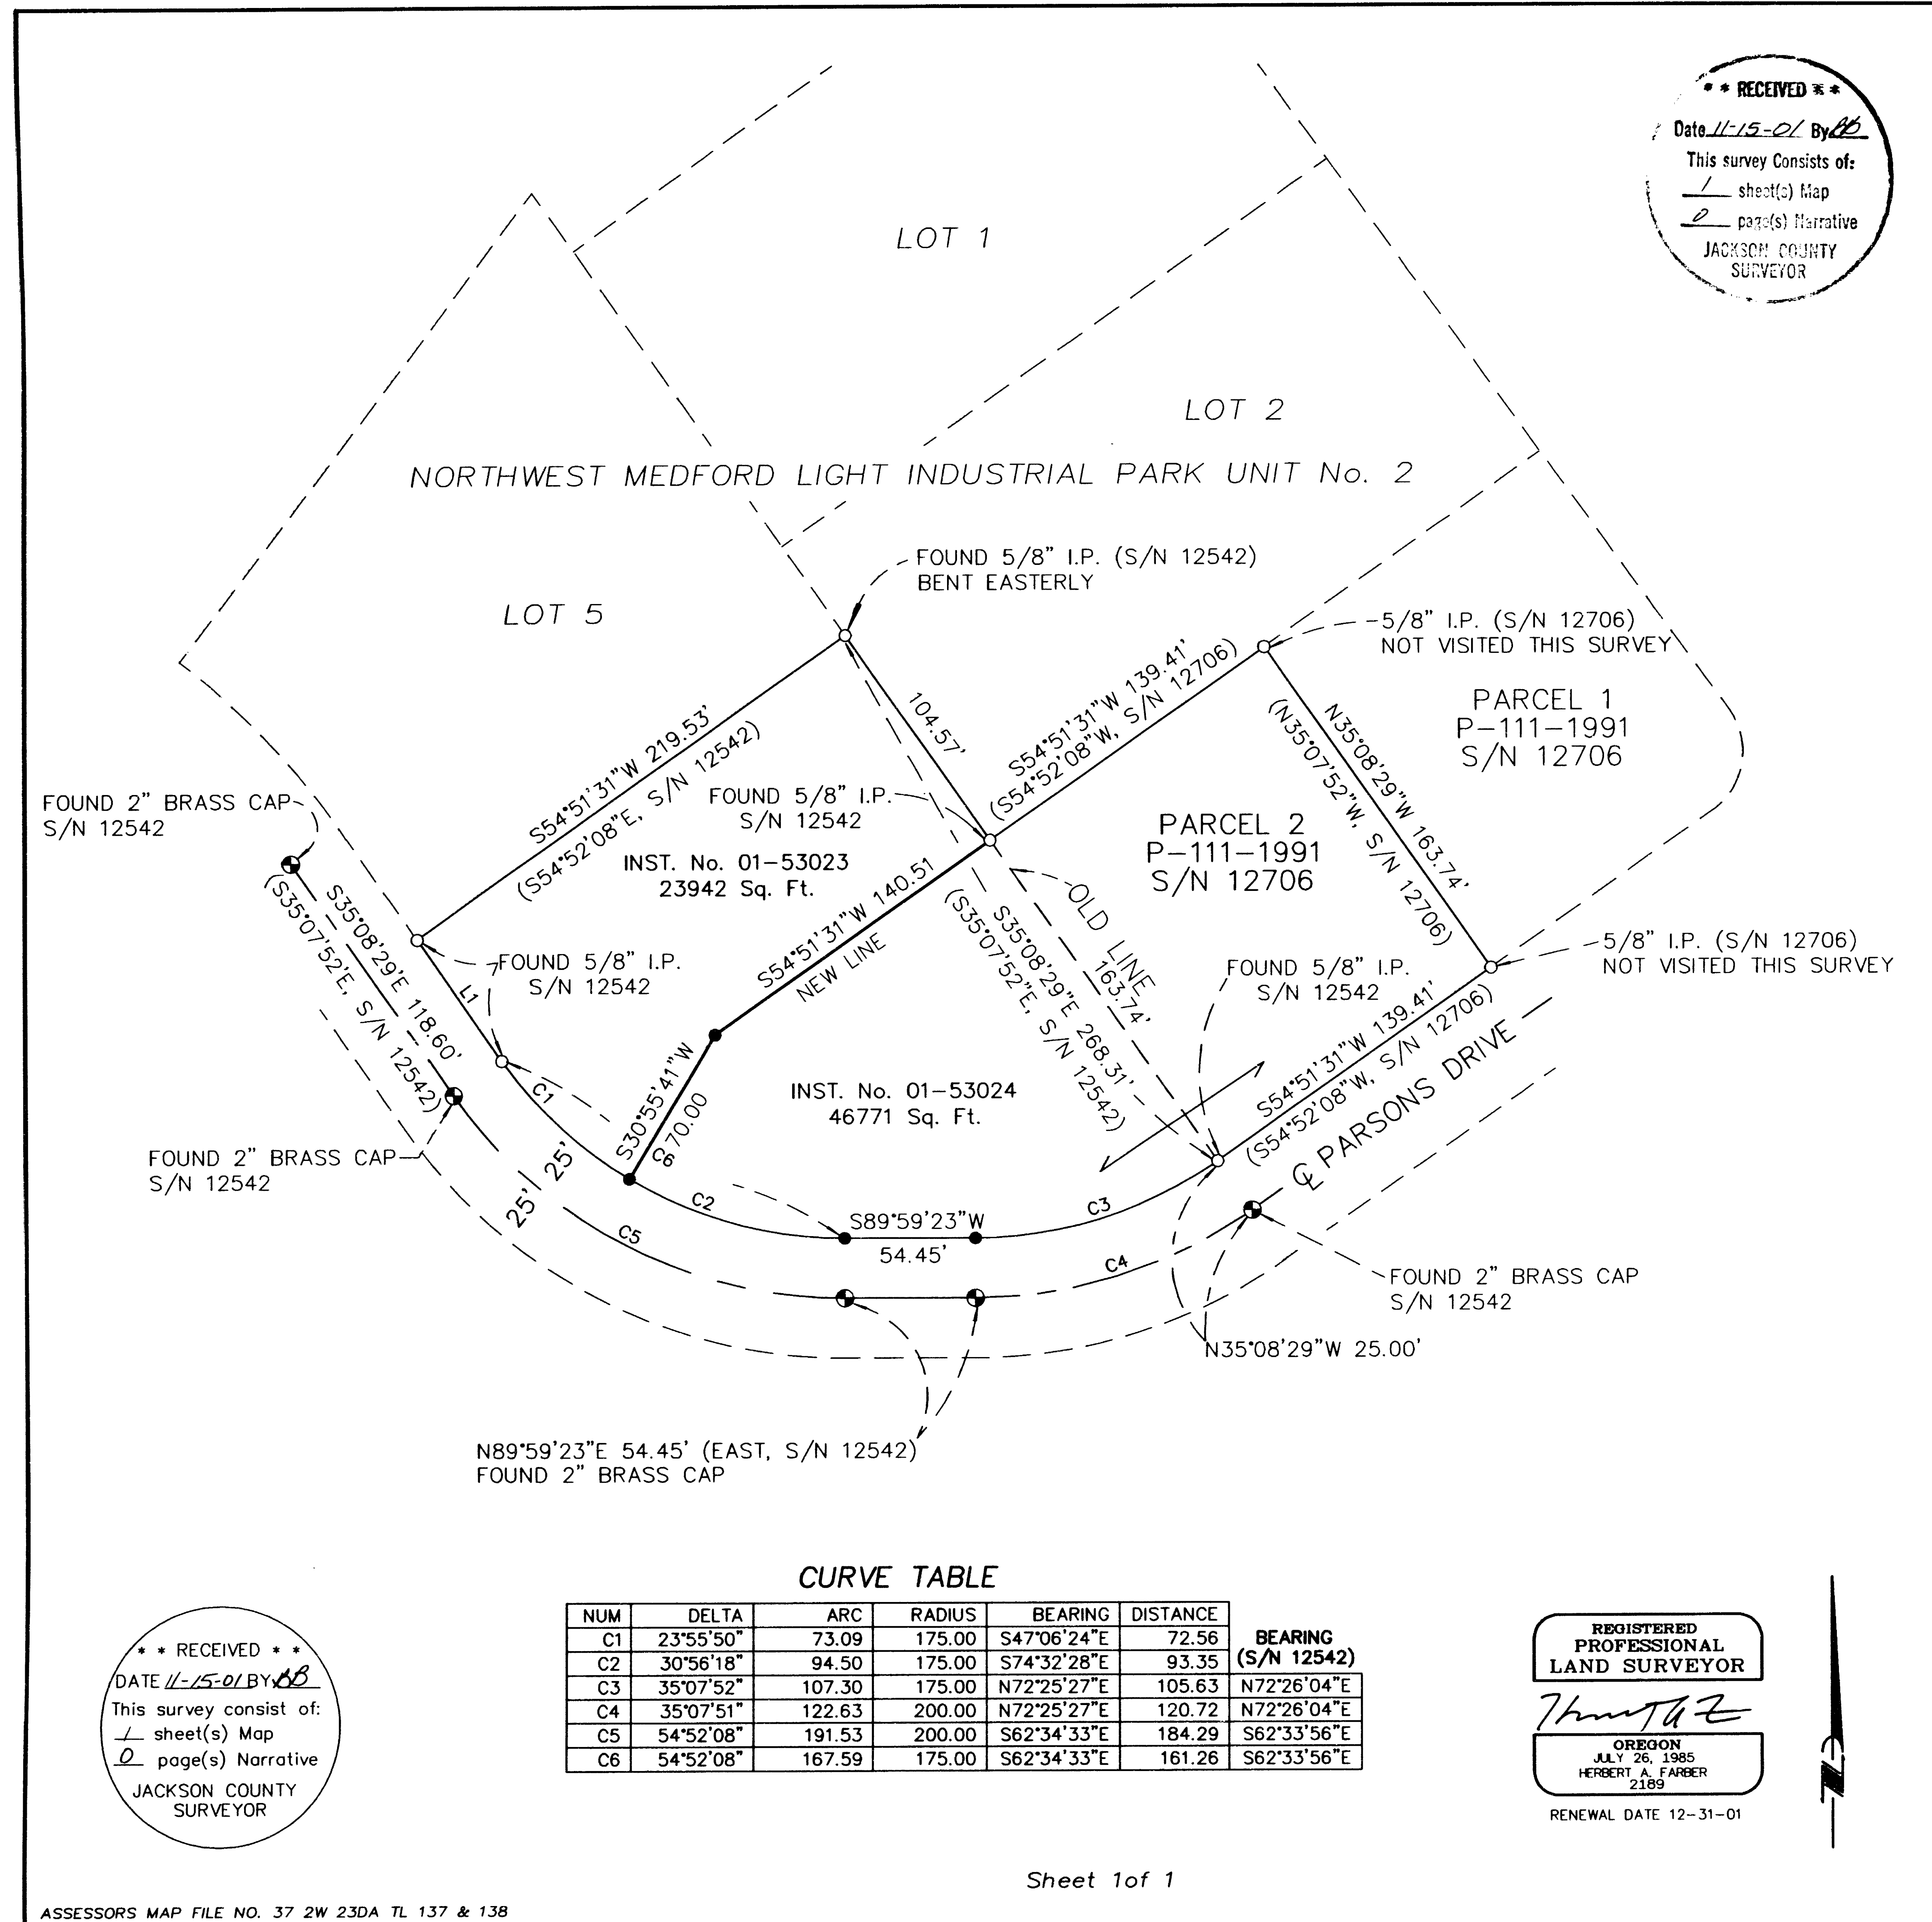 * * RECEIVED * *
Date 11-15-01 By BB
This survey Consists of:
1 sheet(s) Map
0 page(s) Narrative
JACKSON COUNTY
SURVEYOR
LOT 1
LOT 2
NORTHWEST MEDFORD LIGHT INDUSTRIAL PARK UNIT No. 2
FOUND 5/8" I.P. (S/N 12542)
BENT EASTERLY
LOT 5
5/8" I.P. (S/N 12706)
NOT VISITED THIS SURVEY
S54°51'31"W 139.41'
(S54°52'08"W, S/N 12706)
104.57'
PARCEL 1
P-111-1991
S/N 12706
N35°08'29"W 163.74'
(N35°07'52"W, S/N 12706)
S54°51'31"W 219.53'
(S54°52'08"E, S/N 12542)
FOUND 2" BRASS CAP
S/N 12542
FOUND 5/8" I.P.
S/N 12542
PARCEL 2
P-111-1991
S/N 12706
INST. No. 01-53023
23942 Sq. Ft.
S35°08'29"E 118.60'
(S35°07'52"E, S/N 12542)
S54°51'31"W 140.51
NEW LINE
OLD LINE
163.74'
S35°08'29"E 268.31'
(S35°07'52"E, S/N 12542)
5/8" I.P. (S/N 12706)
NOT VISITED THIS SURVEY
FOUND 5/8" I.P.
S/N 12542
L1
FOUND 5/8" I.P.
S/N 12542
S54°51'31"W 139.41'
(S54°52'08"W, S/N 12706)
C1
S30°55'41"W
70.00
C6
INST. No. 01-53024
46771 Sq. Ft.
℄ PARSONS DRIVE
FOUND 2" BRASS CAP
S/N 12542
25'
25'
C2
C3
C5
S89°59'23"W
54.45'
C4
FOUND 2" BRASS CAP
S/N 12542
N35°08'29"W 25.00'
N89°59'23"E 54.45' (EAST, S/N 12542)
FOUND 2" BRASS CAP
CURVE TABLE
NUM DELTA ARC RADIUS BEARING DISTANCE BEARING (S/N 12542)
C1 23°55'50" 73.09 175.00 S47°06'24"E 72.56
C2 30°56'18" 94.50 175.00 S74°32'28"E 93.35
C3 35°07'52" 107.30 175.00 N72°25'27"E 105.63 N72°26'04"E
C4 35°07'51" 122.63 200.00 N72°25'27"E 120.72 N72°26'04"E
C5 54°52'08" 191.53 200.00 S62°34'33"E 184.29 S62°33'56"E
C6 54°52'08" 167.59 175.00 S62°34'33"E 161.26 S62°33'56"E
* * RECEIVED * *
DATE 11-15-01 BY BB
This survey consist of:
1 sheet(s) Map
0 page(s) Narrative
JACKSON COUNTY
SURVEYOR
REGISTERED
PROFESSIONAL
LAND SURVEYOR
OREGON
JULY 26, 1985
HERBERT A. FARBER
2189
RENEWAL DATE 12-31-01
N
Sheet 1of 1
ASSESSORS MAP FILE NO. 37 2W 23DA TL 137 & 138